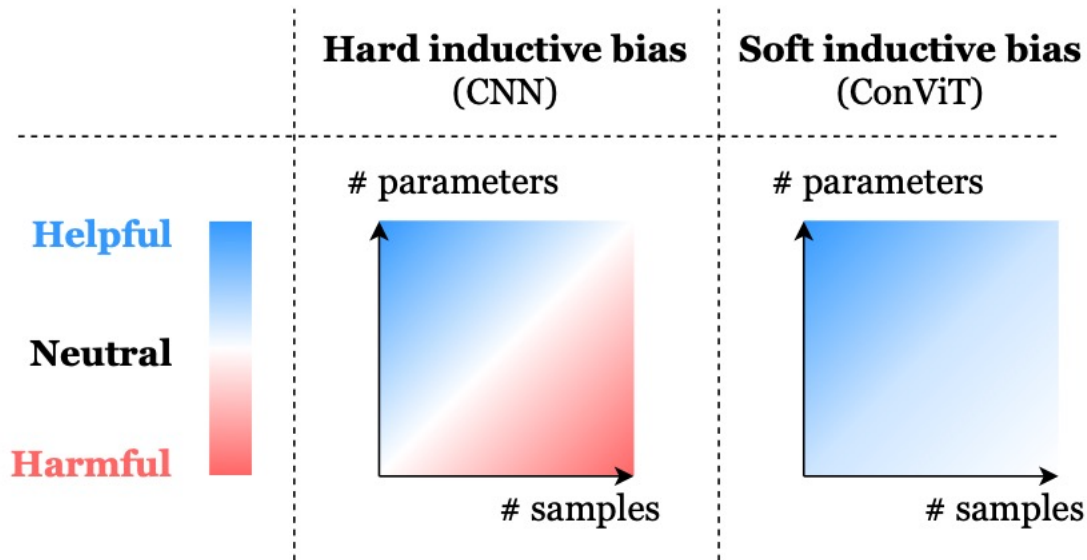 Hard inductive bias
(CNN)
Soft inductive bias
(ConViT)
Helpful
Neutral
Harmful
# parameters
# samples
# parameters
# samples